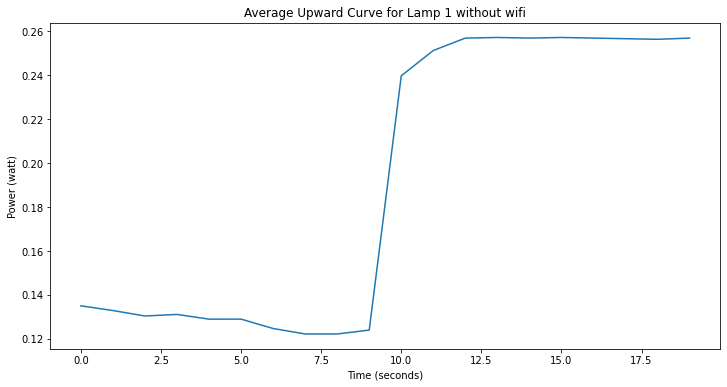 Average Upward Curve for Lamp 1 without wifi
0.26
0.24
0.22
0.20
0.18
0.16
0.14
0.12
Power (watt)
0.0 2.5 5.0 7.5 10.0 12.5 15.0 17.5
Time (seconds)